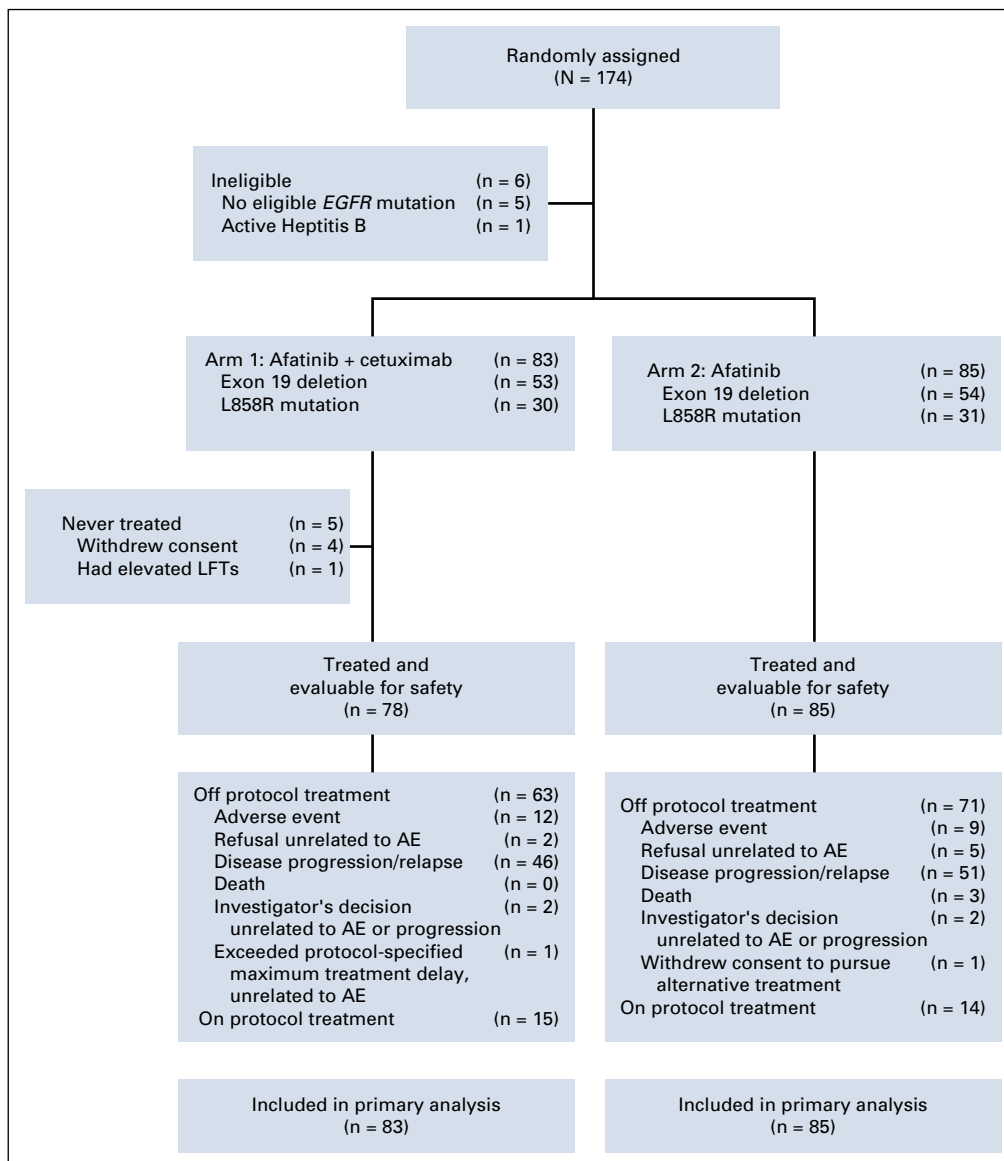 Randomly assigned
(N = 174)
Ineligible (n = 6)
No eligible EGFR mutation (n = 5)
Active Heptitis B (n = 1)
Arm 1: Afatinib + cetuximab (n = 83)
Exon 19 deletion (n = 53)
L858R mutation (n = 30)
Arm 2: Afatinib (n = 85)
Exon 19 deletion (n = 54)
L858R mutation (n = 31)
Never treated (n = 5)
Withdrew consent (n = 4)
Had elevated LFTs (n = 1)
Treated and
evaluable for safety
(n = 78)
Treated and
evaluable for safety
(n = 85)
Off protocol treatment (n = 63)
Adverse event (n = 12)
Refusal unrelated to AE (n = 2)
Disease progression/relapse (n = 46)
Death (n = 0)
Investigator's decision (n = 2)
unrelated to AE or progression
Exceeded protocol-specified (n = 1)
maximum treatment delay,
unrelated to AE
On protocol treatment (n = 15)
Off protocol treatment (n = 71)
Adverse event (n = 9)
Refusal unrelated to AE (n = 5)
Disease progression/relapse (n = 51)
Death (n = 3)
Investigator's decision (n = 2)
unrelated to AE or progression
Withdrew consent to pursue (n = 1)
alternative treatment
On protocol treatment (n = 14)
Included in primary analysis
(n = 83)
Included in primary analysis
(n = 85)